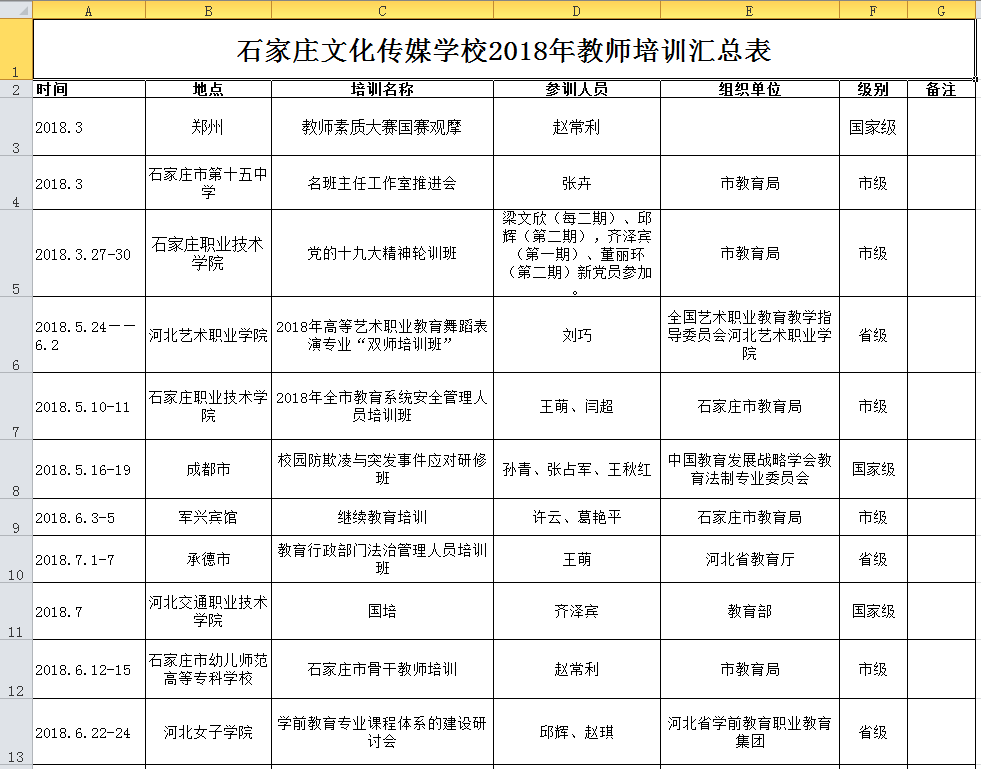 A B C D E F G
1 石家庄文化传媒学校2018年教师培训汇总表
2 时间 地点 培训名称 参训人员 组织单位 级别 备注
3 2018.3 郑州 教师素质大赛国赛观摩 赵常利 国家级
4 2018.3 石家庄市第十五中
学 名班主任工作室推进会 张卉 市教育局 市级
5 2018.3.27-30 石家庄职业技术
学院 党的十九大精神轮训班 梁文欣（每二期）、邱
辉（第二期），齐泽宾
（第一期）、董丽环
（第二期）新党员参加
。 市教育局 市级
6 2018.5.24——
6.2 河北艺术职业学院 2018年高等艺术职业教育舞蹈表
演专业“双师培训班” 刘巧 全国艺术职业教育教学指
导委员会河北艺术职业学
院 省级
7 2018.5.10-11 石家庄职业技术学
院 2018年全市教育系统安全管理人
员培训班 王萌、闫超 石家庄市教育局 市级
8 2018.5.16-19 成都市 校园防欺凌与突发事件应对研修
班 孙青、张占军、王秋红 中国教育发展战略学会教
育法制专业委员会 国家级
9 2018.6.3-5 军兴宾馆 继续教育培训 许云、葛艳平 石家庄市教育局 市级
10 2018.7.1-7 承德市 教育行政部门法治管理人员培训
班 王萌 河北省教育厅 省级
11 2018.7 河北交通职业技术
学院 国培 齐泽宾 教育部 国家级
12 2018.6.12-15 石家庄市幼儿师范
高等专科学校 石家庄市骨干教师培训 赵常利 市教育局 市级
13 2018.6.22-24 河北女子学院 学前教育专业课程体系的建设研
讨会 邱辉、赵琪 河北省学前教育职业教育
集团 省级